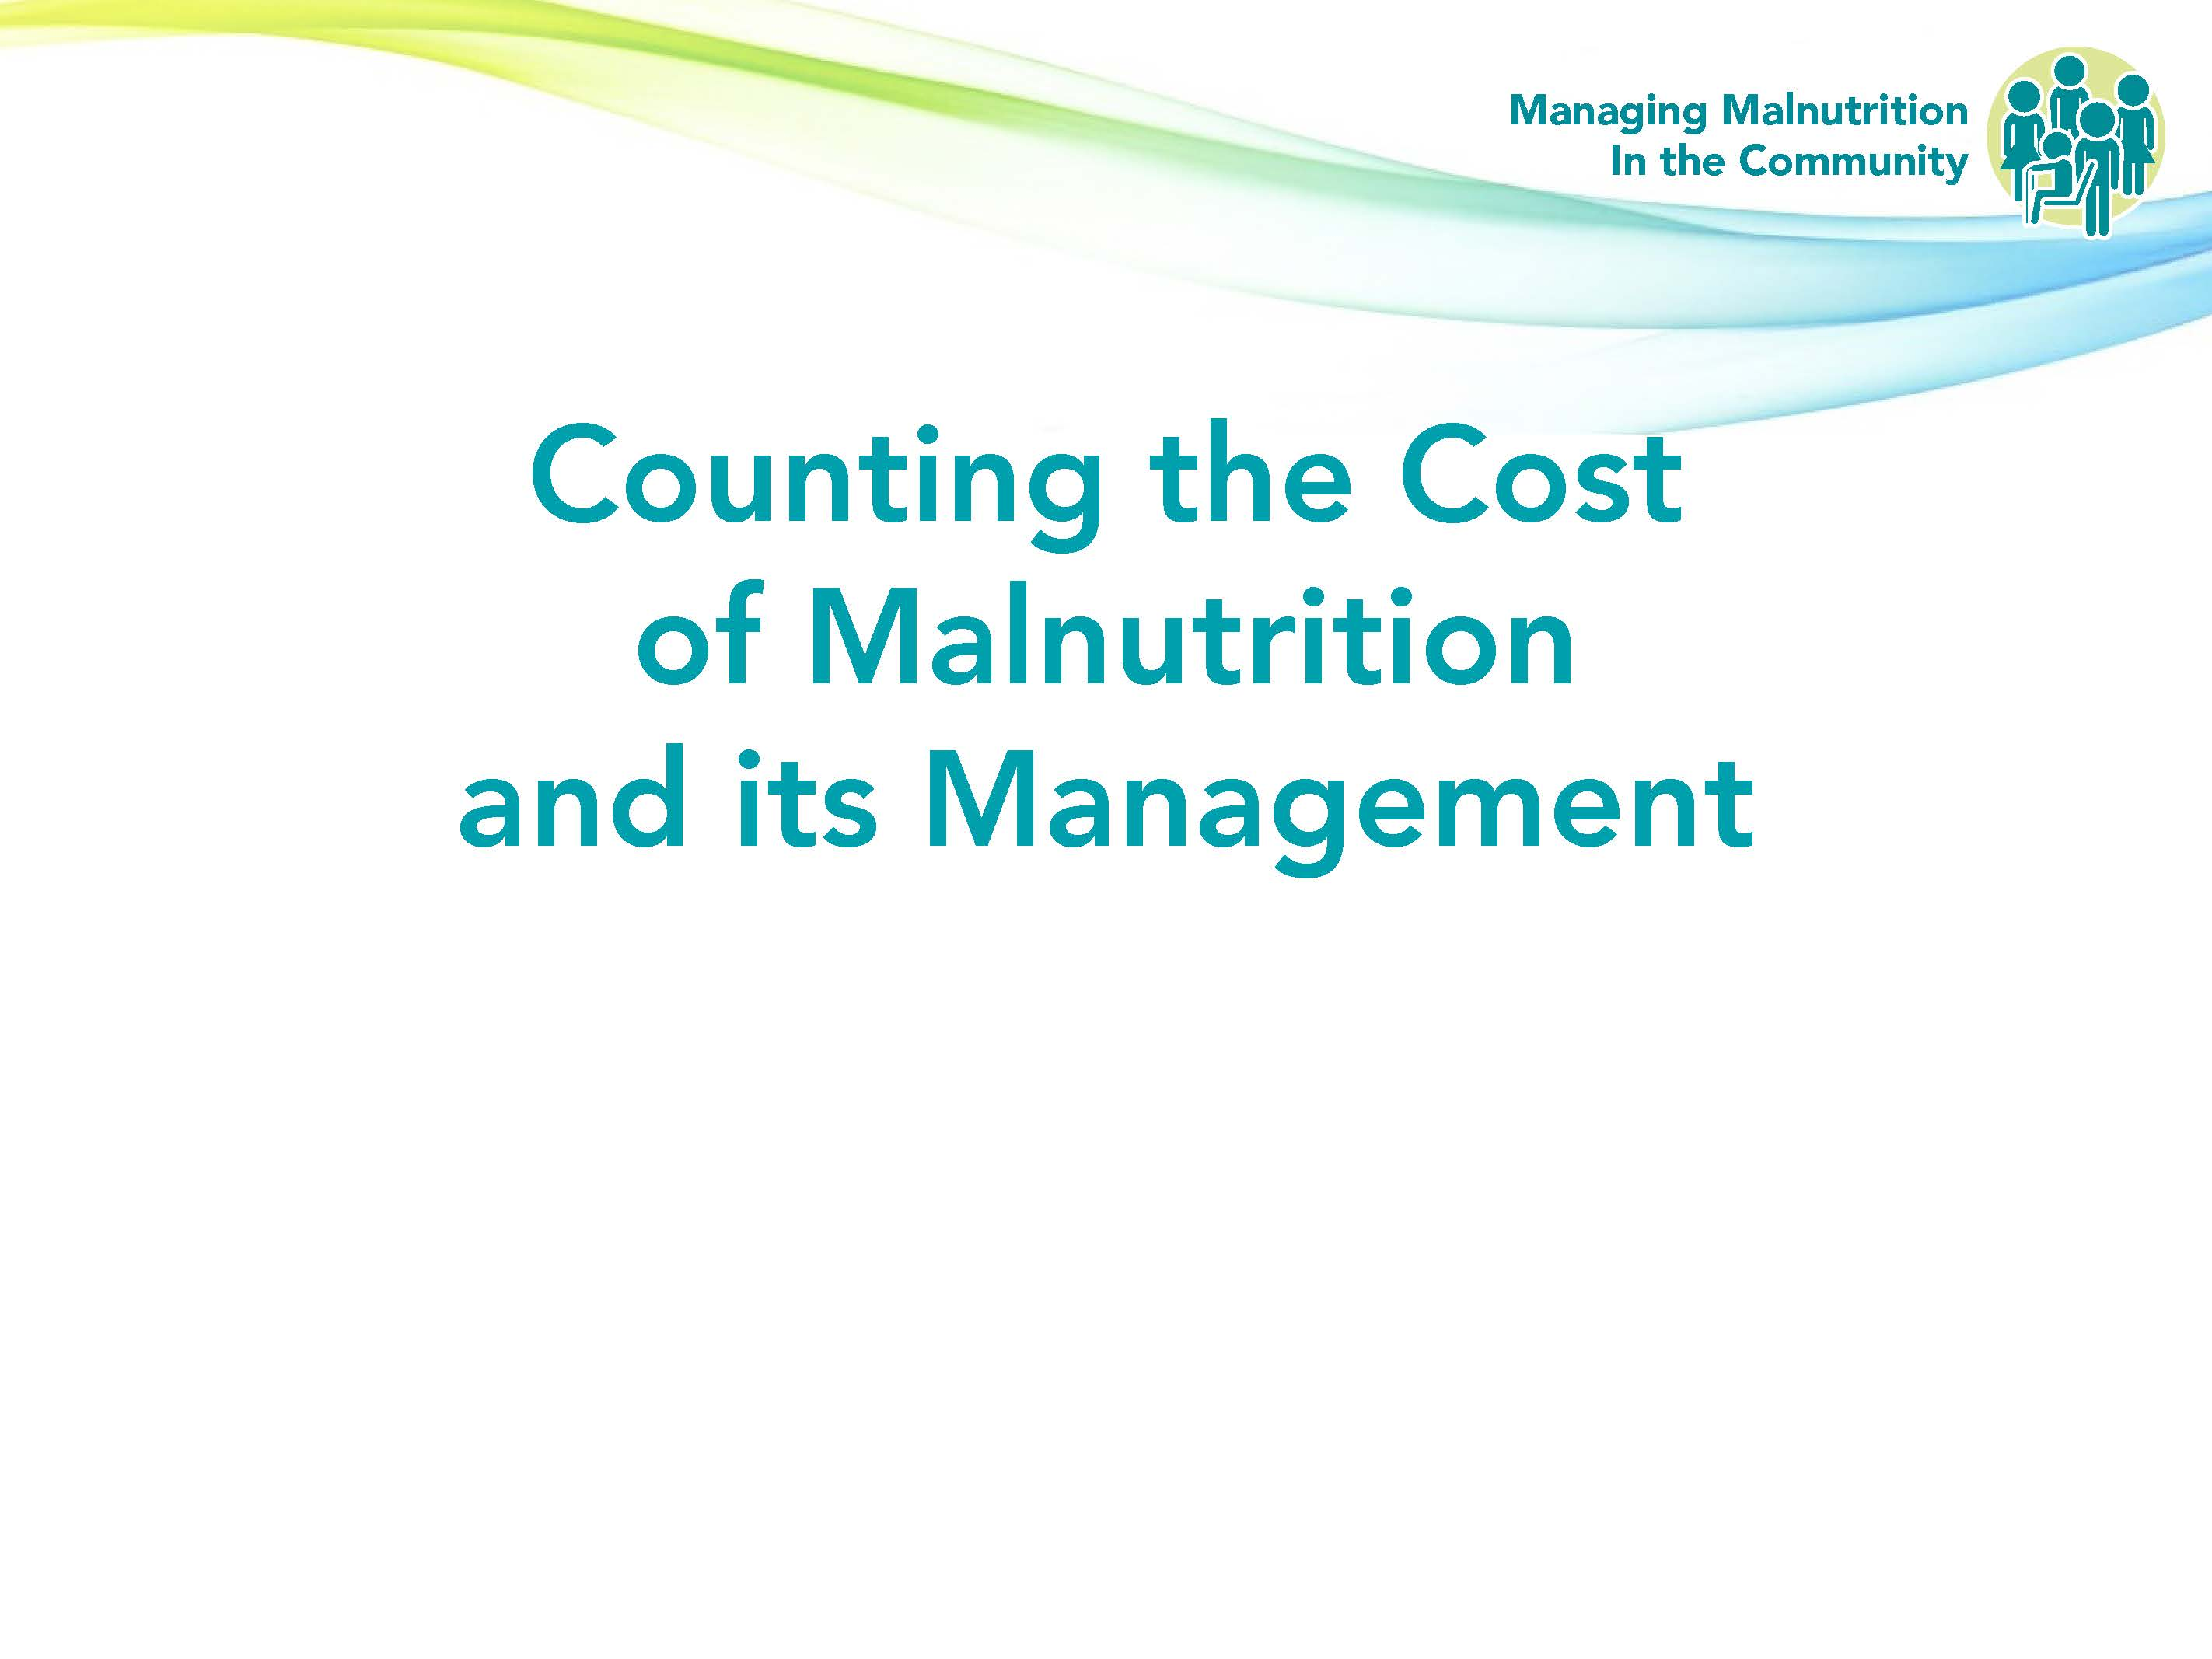 Managing Malnutrition
In the Community
Counting the Cost
of Malnutrition
and its Management